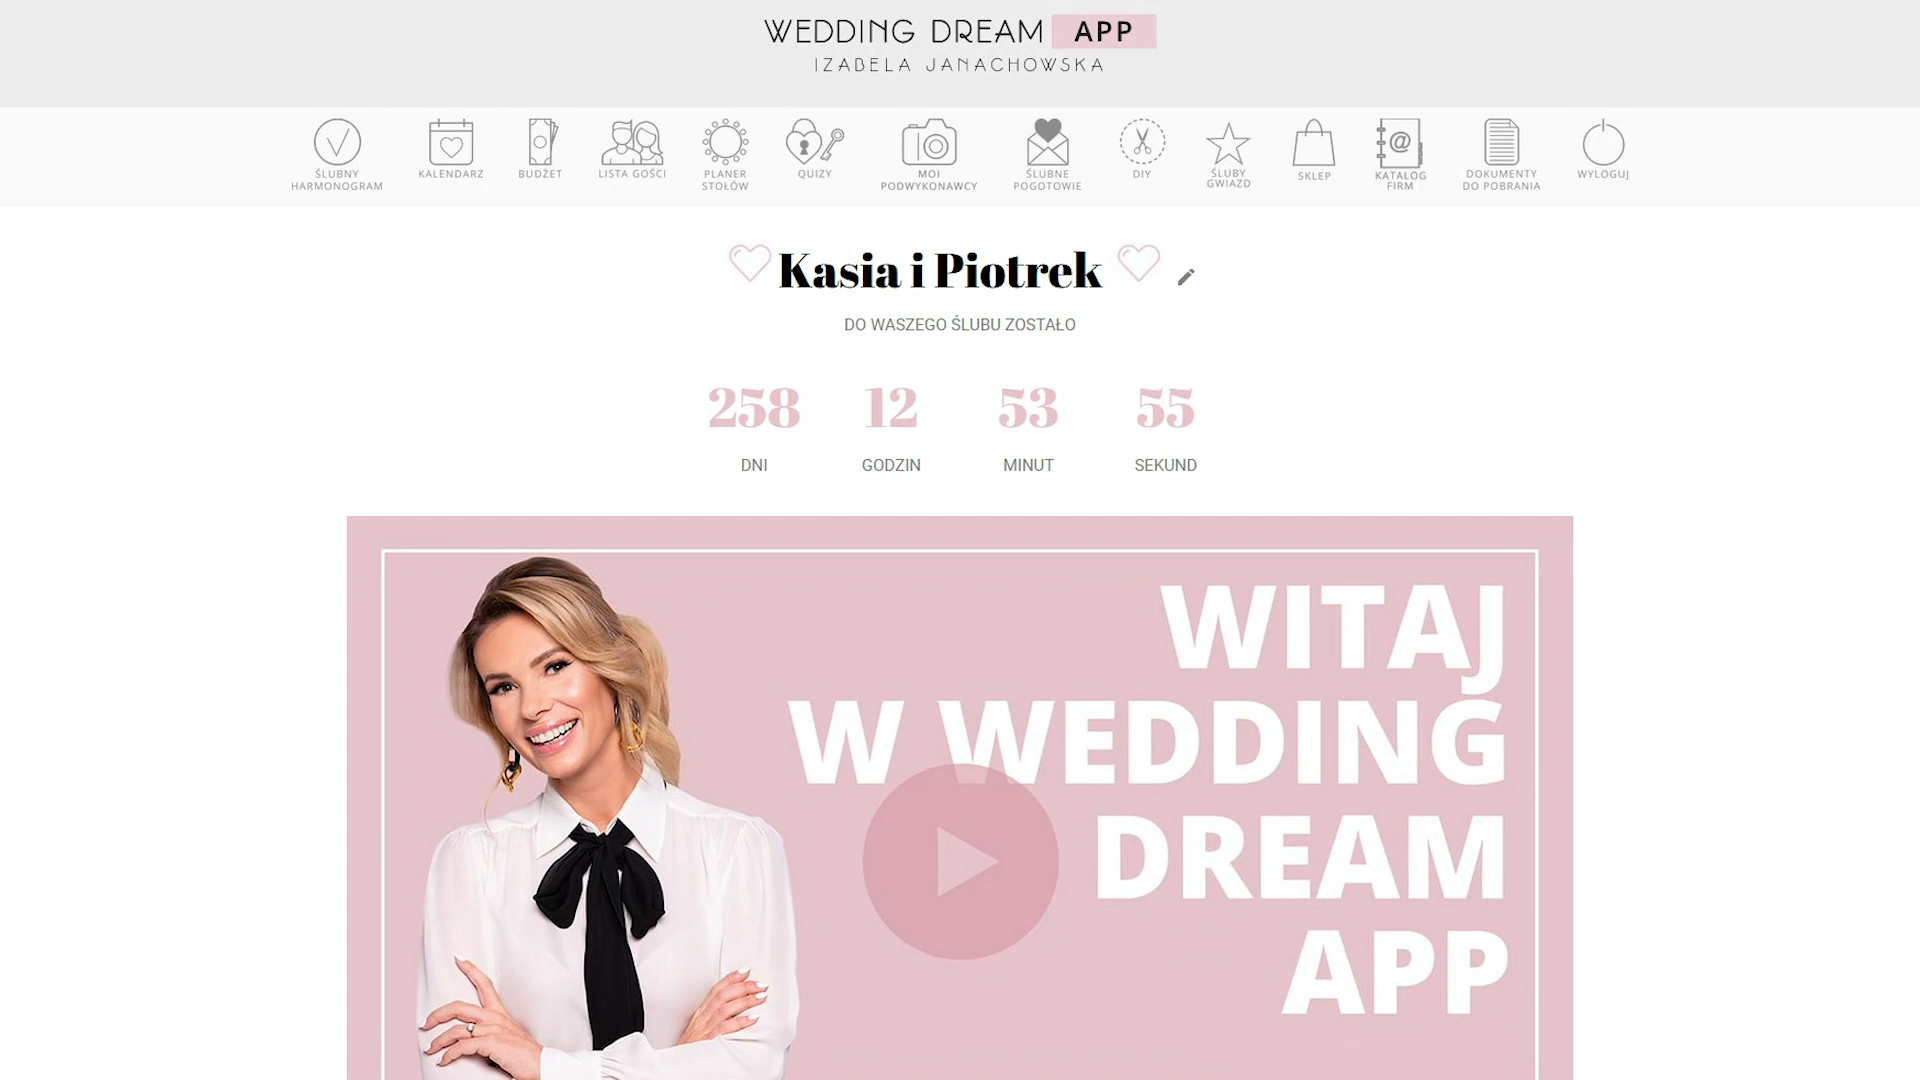 WEDDING DREAM APP
IZABELA JANACHOWSKA
ŚLUBNY
HARMONOGRAM
KALENDARZ
BUDŻET
LISTA GOŚCI
PLANER
STOŁÓW
QUIZY
MOI
PODWYKONAWCY
ŚLUBNE
POGOTOWIE
DIY
ŚLUBY
GWIAZD
SKLEP
@
KATALOG
FIRM
DOKUMENTY
DO POBRANIA
WYLOGUJ
Kasia i Piotrek
DO WASZEGO ŚLUBU ZOSTAŁO
258 12 53 55
DNI GODZIN MINUT SEKUND
WITAJ
W WEDDING
DREAM
APP